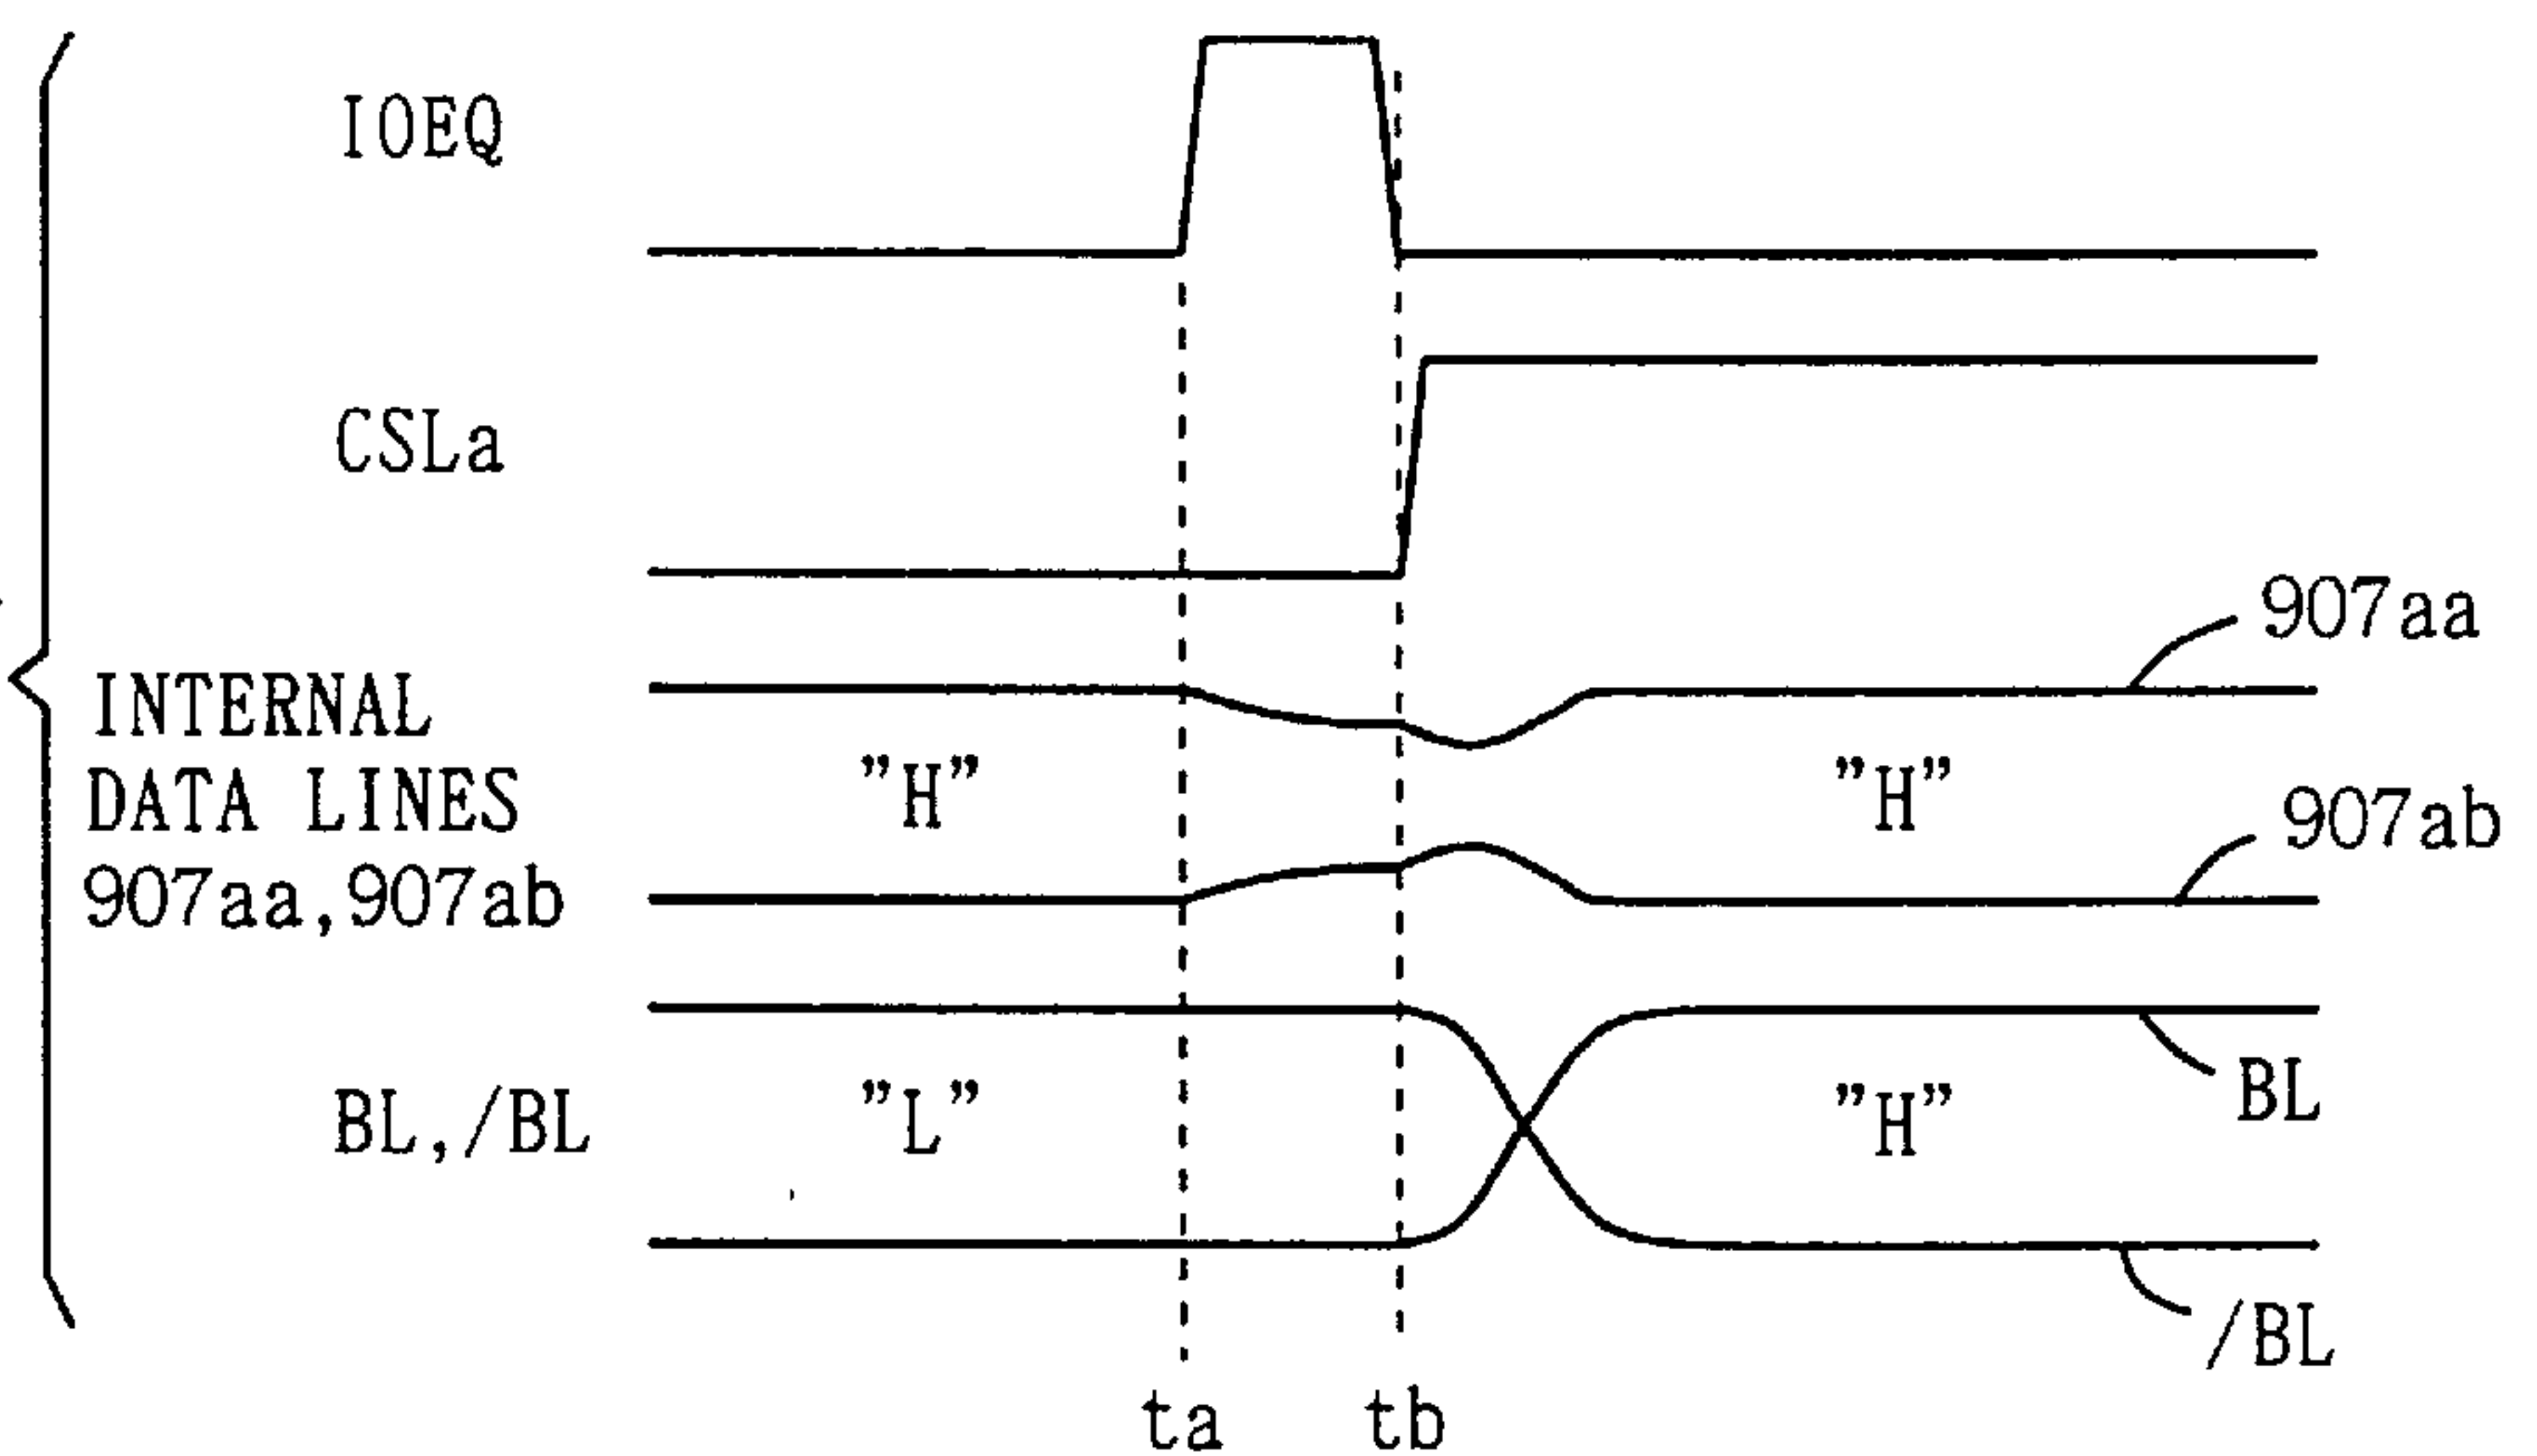 IOEQ
CSLa
907aa
INTERNAL
DATA LINES
907aa,907ab
"H"
"H"
907ab
BL,/BL
"L"
"H"
BL
/BL
ta
tb